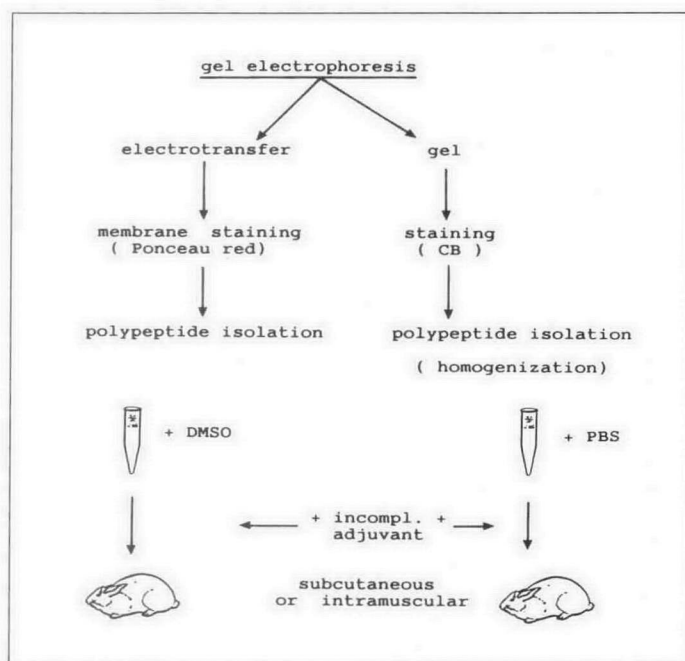 gel electrophoresis
electrotransfer
gel
membrane staining
( Ponceau red)
staining
( CB )
polypeptide isolation
polypeptide isolation
( homogenization)
+ DMSO
+ PBS
+ incompl. +
adjuvant
subcutaneous
or intramuscular